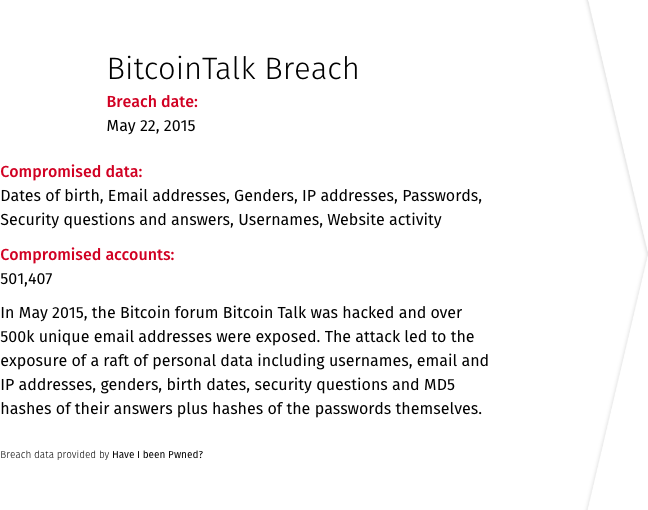 BitcoinTalk Breach
Breach date:
May 22, 2015
Compromised data:
Dates of birth, Email addresses, Genders, IP addresses, Passwords,
Security questions and answers, Usernames, Website activity
Compromised accounts:
501,407
In May 2015, the Bitcoin forum Bitcoin Talk was hacked and over
500k unique email addresses were exposed. The attack led to the
exposure of a raft of personal data including usernames, email and
IP addresses, genders, birth dates, security questions and MD5
hashes of their answers plus hashes of the passwords themselves.
Breach data provided by Have I been Pwned?